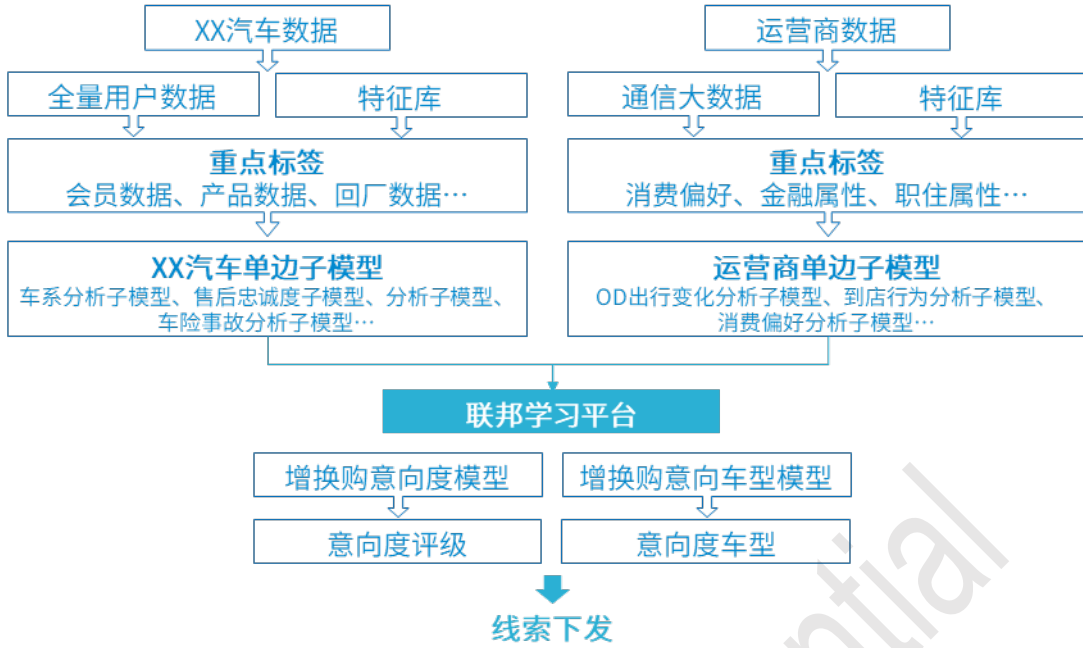 XX汽车数据
运营商数据
全量用户数据
特征库
通信大数据
特征库
重点标签
会员数据、产品数据、回厂数据…
重点标签
消费偏好、金融属性、职住属性…
XX汽车单边子模型
车系分析子模型、售后忠诚度子模型、分析子模型、
车险事故分析子模型…
运营商单边子模型
OD出行变化分析子模型、到店行为分析子模型、
消费偏好分析子模型…
联邦学习平台
增换购意向度模型
增换购意向车型模型
意向度评级
意向度车型
线索下发
ntial